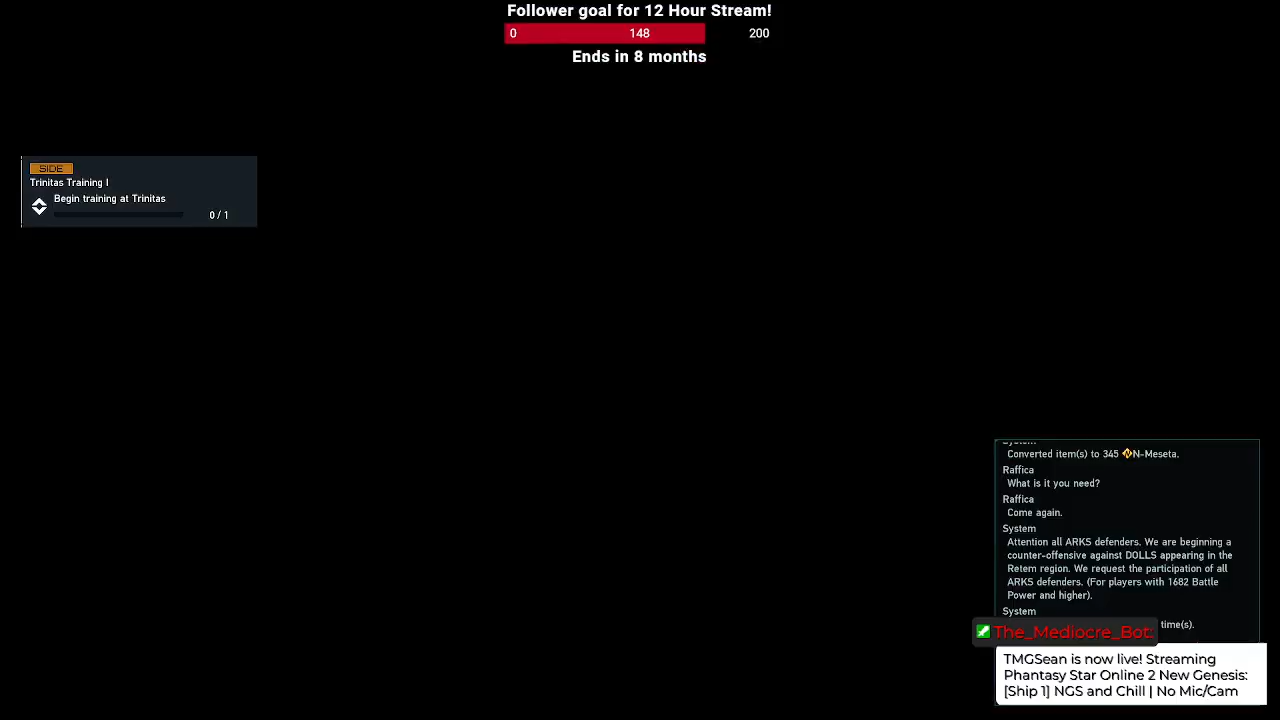 Follower goal for 12 Hour Stream!
0 148 200
Ends in 8 months
SIDE
Trinitas Training I
Begin training at Trinitas
0 / 1
System
Converted item(s) to 345 N-Meseta.
Raffica
What is it you need?
Raffica
Come again.
System
Attention all ARKS defenders. We are beginning a
counter-offensive against DOLLS appearing in the
Retem region. We request the participation of all
ARKS defenders. (For players with 1682 Battle
Power and higher).
System
time(s).
The_Mediocre_Bot:
TMGSean is now live! Streaming
Phantasy Star Online 2 New Genesis:
[Ship 1] NGS and Chill | No Mic/Cam